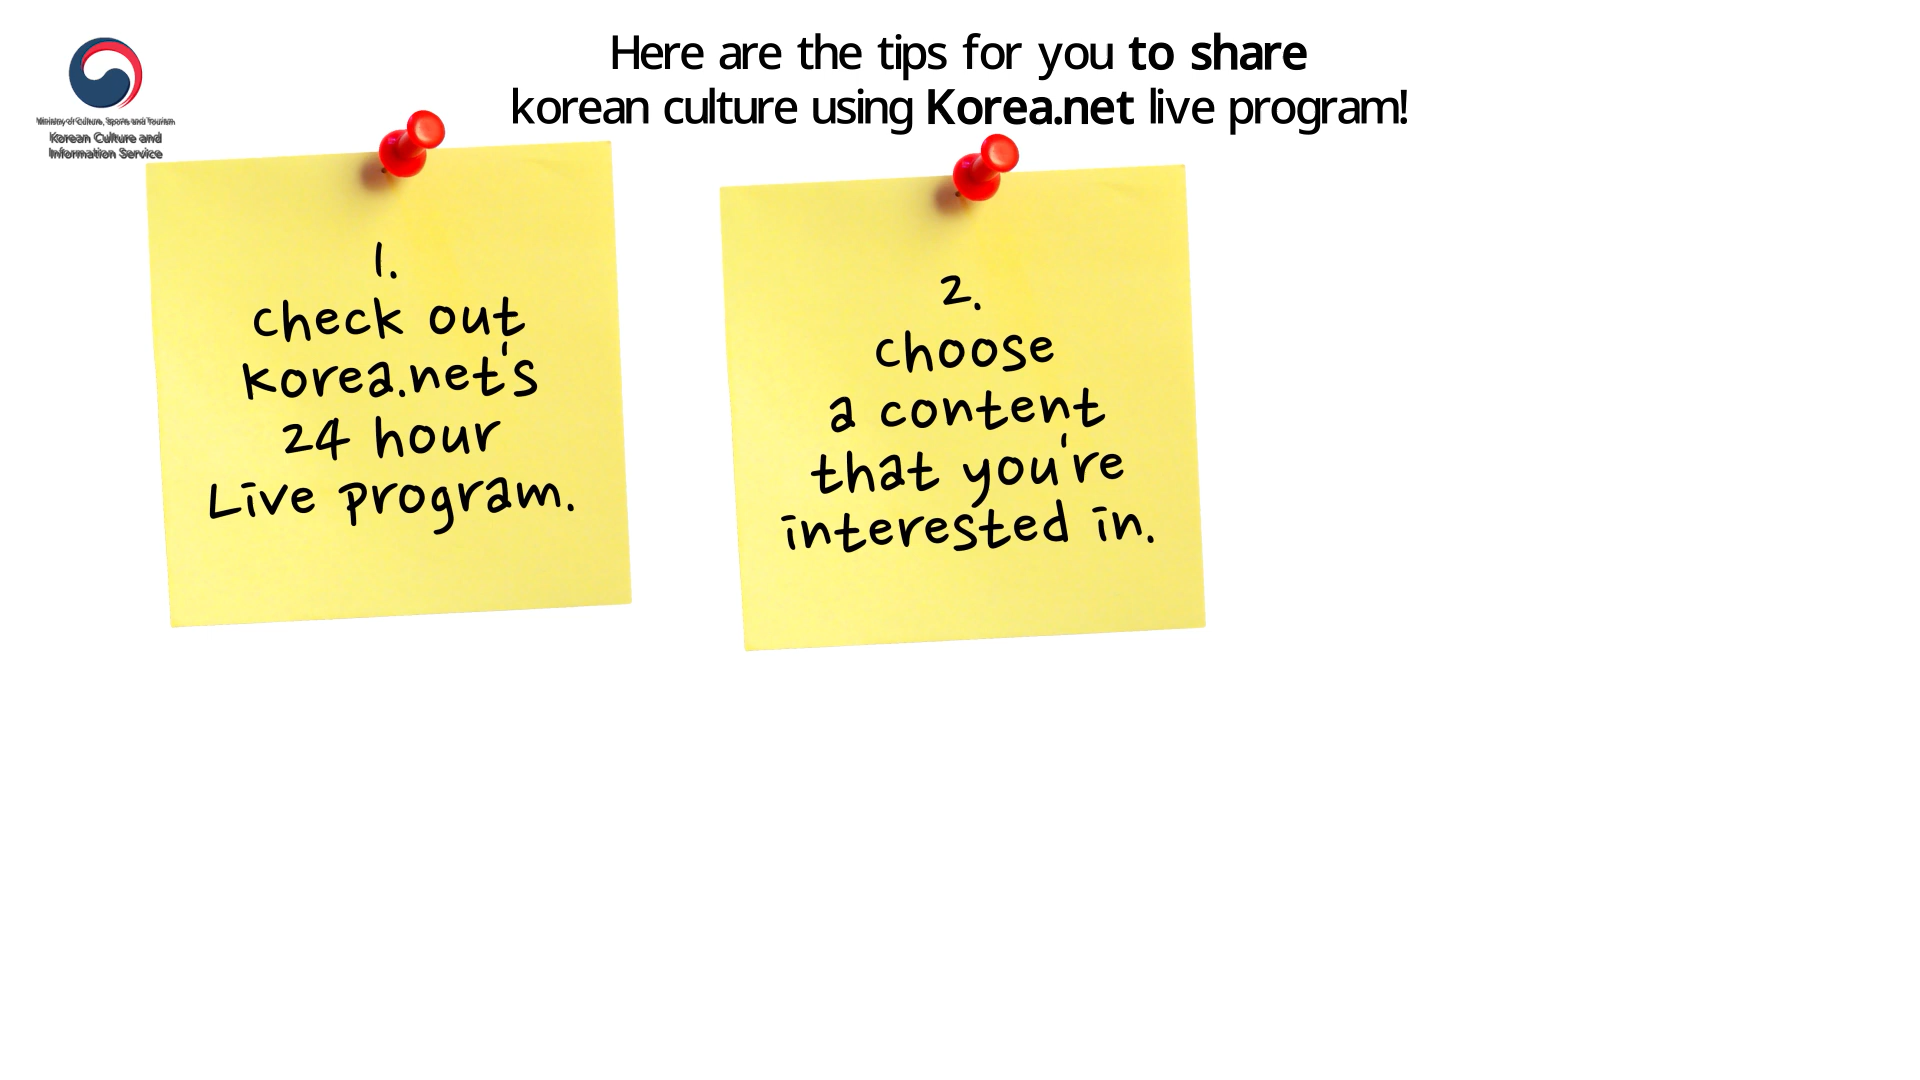 Here are the tips for you to share
korean culture using Korea.net live program!
Ministry of Culture, Sports and Tourism
Korean Culture and
Information Service
1.
check out
korea.net's
24 hour
Live program.
2.
choose
a content
that you're
interested in.